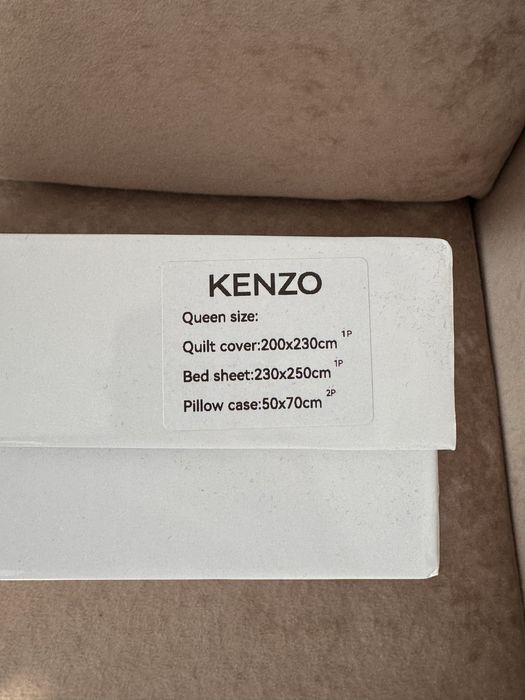 KENZO
Queen size:
Quilt cover:200x230cm 1P
Bed sheet:230x250cm 1P
Pillow case:50x70cm 2P